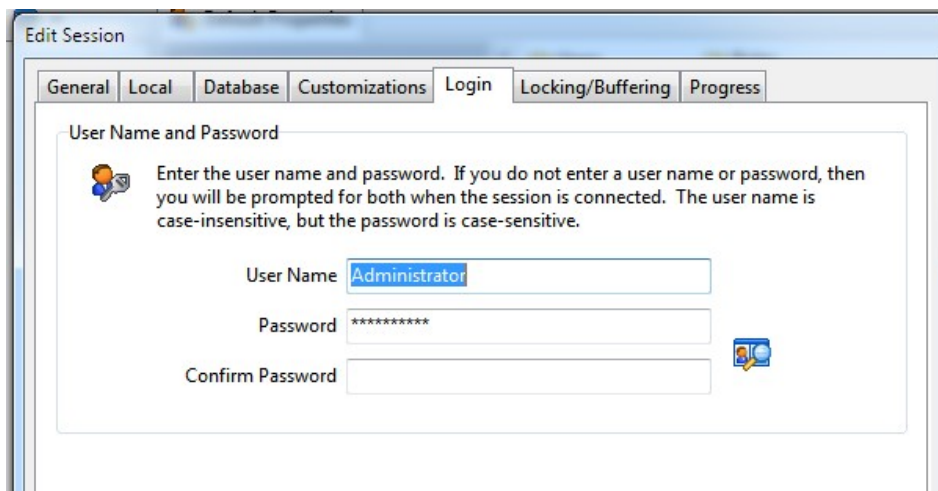 Default Properties
Edit Session
General Local Database Customizations Login Locking/Buffering Progress
User Name and Password
Enter the user name and password. If you do not enter a user name or password, then
you will be prompted for both when the session is connected. The user name is
case-insensitive, but the password is case-sensitive.
User Name Administrator
Password **********
Confirm Password